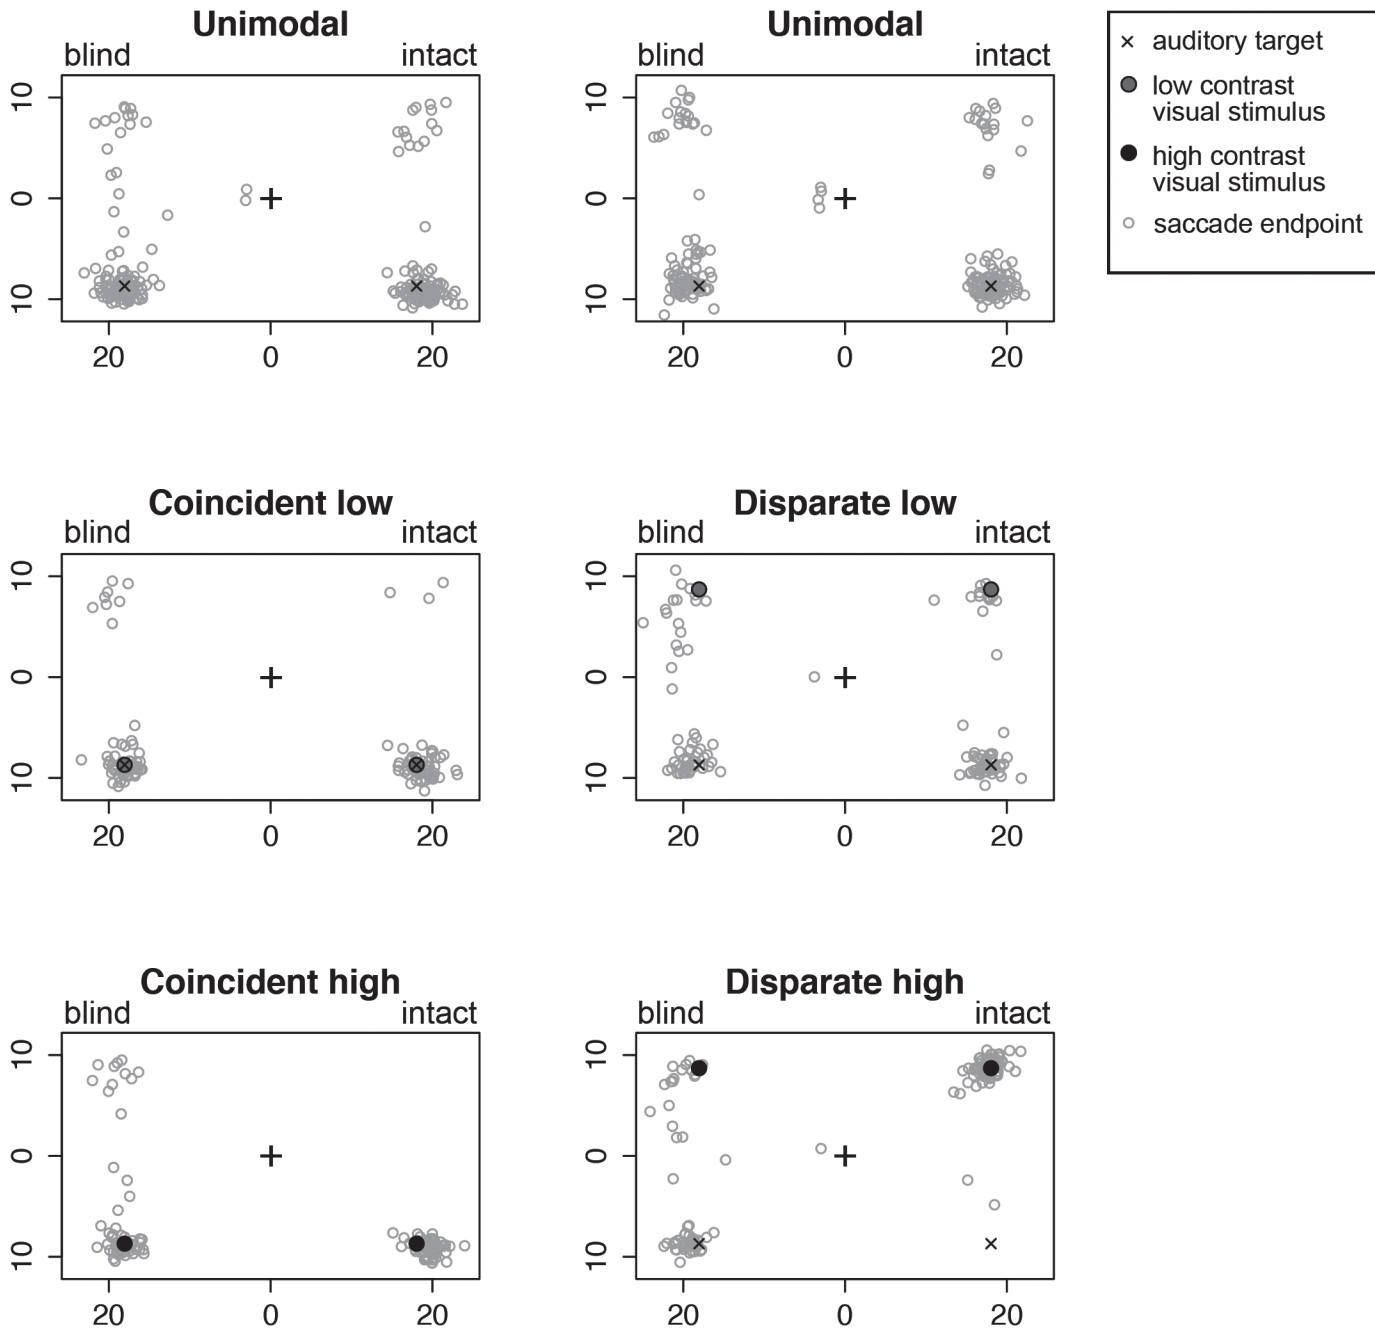 Unimodal
blind intact
10
0
10
20 0 20
Unimodal
blind intact
10
0
10
20 0 20
auditory target
low contrast
visual stimulus
high contrast
visual stimulus
saccade endpoint
Coincident low
blind intact
10
0
10
20 0 20
Disparate low
blind intact
10
0
10
20 0 20
Coincident high
blind intact
10
0
10
20 0 20
Disparate high
blind intact
10
0
10
20 0 20